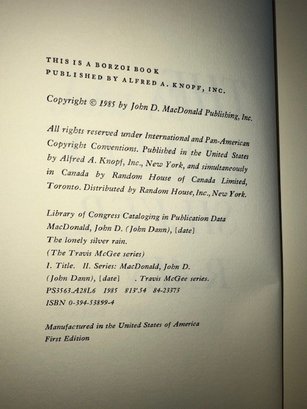 THIS IS A BORZOI BOOK
PUBLISHED BY ALFRED A. KNOPF, INC.
Copyright © 1985 by John D. MacDonald Publishing, Inc.
All rights reserved under International and Pan-American
Copyright Conventions. Published in the United States
by Alfred A. Knopf, Inc., New York, and simultaneously
in Canada by Random House of Canada Limited,
Toronto. Distributed by Random House, Inc., New York.
Library of Congress Cataloging in Publication Data
MacDonald, John D. (John Dann), [date]
The lonely silver rain.
(The Travis McGee series)
I. Title. II. Series: MacDonald, John D.
(John Dann), [date] . Travis McGee series.
PS3563.A28L6 1985 813'.54 84-23373
ISBN 0-394-53899-4
Manufactured in the United States of America
First Edition